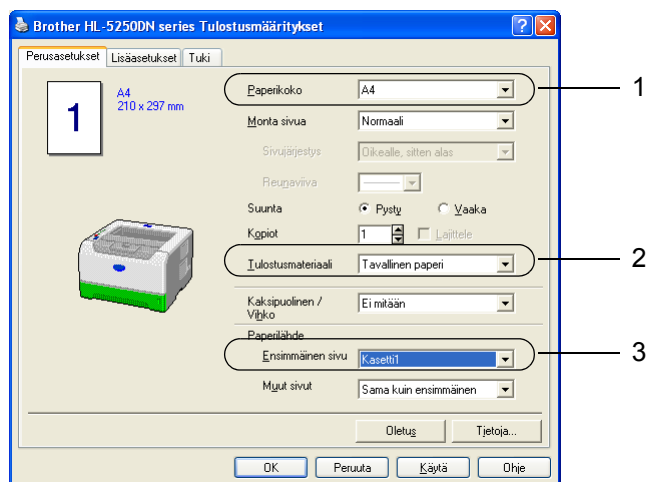 Brother HL-5250DN series Tulostusmääritykset
Perusasetukset Lisäasetukset Tuki
1
A4
210 x 297 mm
Paperikoko A4 1
Monta sivua Normaali
Sivujärjestys Oikealle, sitten alas
Reunaviiva
Suunta Pysty Vaaka
Kopiot 1 Lajittele
Tulostusmateriaali Tavallinen paperi 2
Kaksipuolinen / Ei mitään
Vihko
Paperilähde
Ensimmäinen sivu Kasetti1 3
Muut sivut Sama kuin ensimmäinen
Oletus Tietoja...
OK Peruuta Käytä Ohje